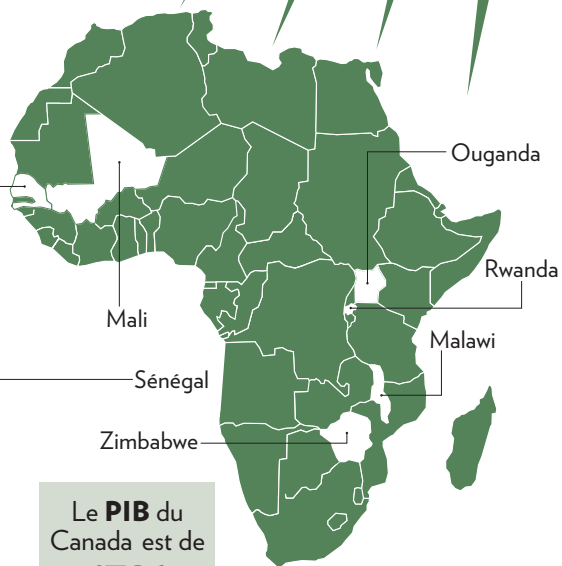 Ouganda
Rwanda
Mali
Malawi
Sénégal
Zimbabwe
Le PIB du
Canada est de